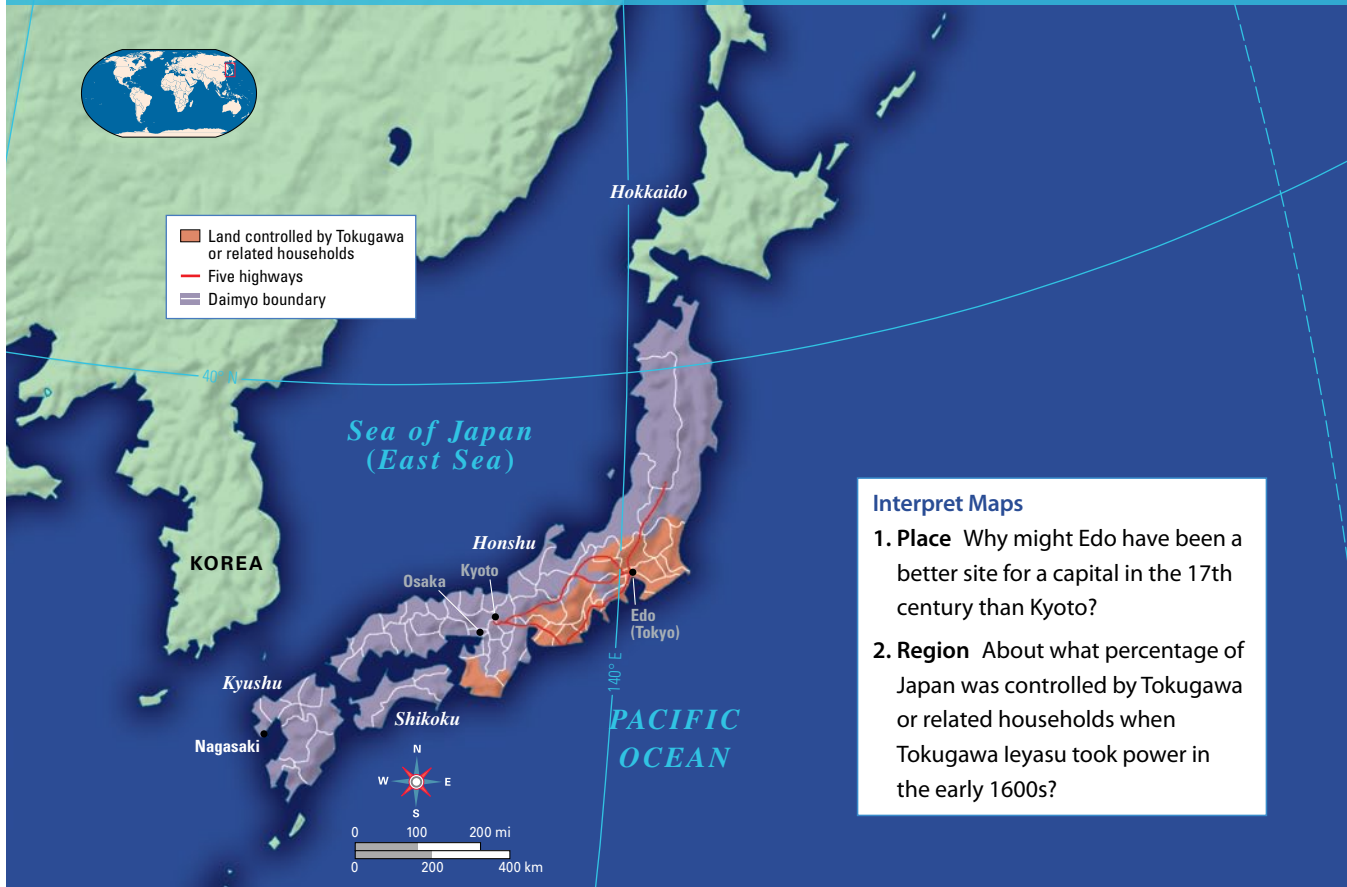 Hokkaido
Land controlled by Tokugawa
or related households
Five highways
Daimyo boundary
40° N
Sea of Japan
(East Sea)
KOREA
Honshu
Kyoto
Osaka
Edo
(Tokyo)
140° E
Kyushu
Shikoku
Nagasaki
PACIFIC
OCEAN
N
W
E
S
0 100 200 mi
0 200 400 km
Interpret Maps
1. Place Why might Edo have been a
better site for a capital in the 17th
century than Kyoto?
2. Region About what percentage of
Japan was controlled by Tokugawa
or related households when
Tokugawa Ieyasu took power in
the early 1600s?